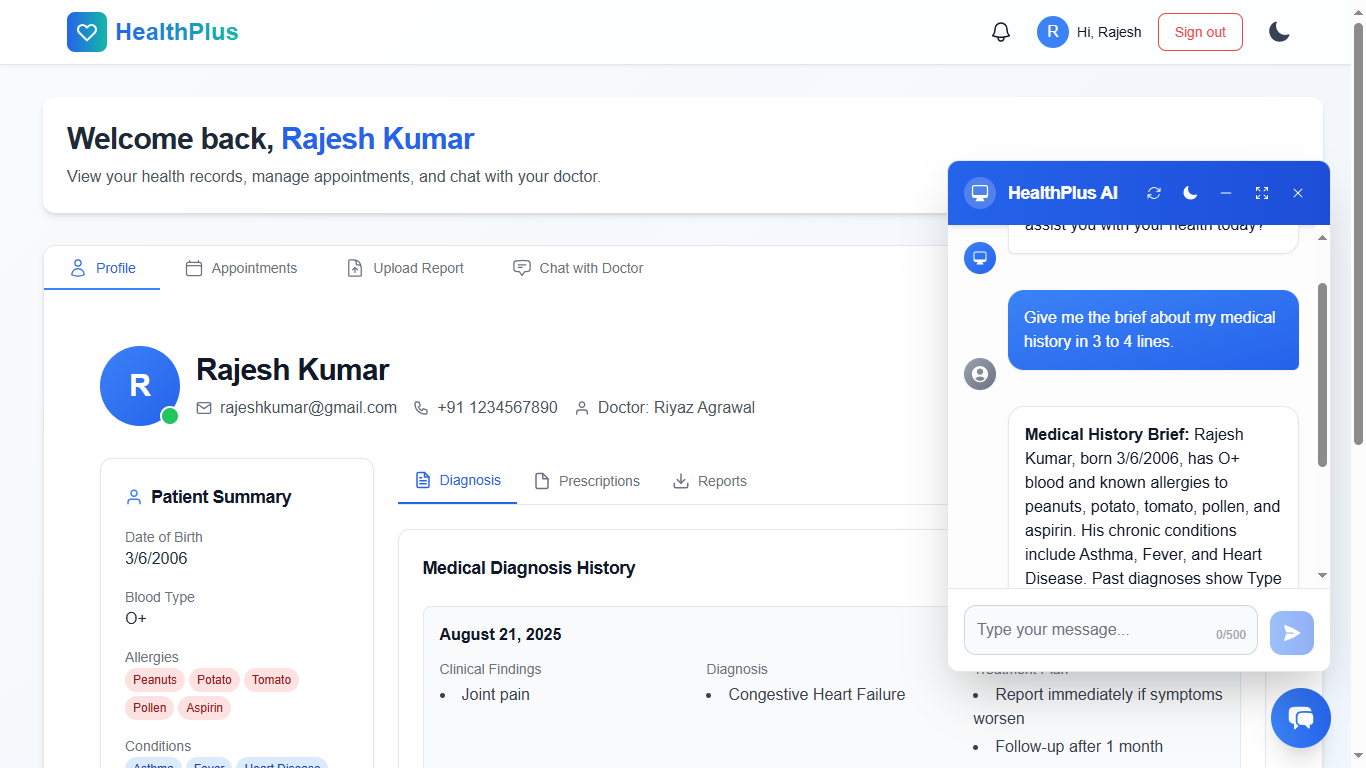 HealthPlus
R
Hi, Rajesh
Sign out
Welcome back, Rajesh Kumar
View your health records, manage appointments, and chat with your doctor.
Profile
Appointments
Upload Report
Chat with Doctor
R
Rajesh Kumar
rajeshkumar@gmail.com
+91 1234567890
Doctor: Riyaz Agrawal
Patient Summary
Date of Birth
3/6/2006
Blood Type
O+
Allergies
Peanuts
Potato
Tomato
Pollen
Aspirin
Conditions
Asthma
Fever
Heart Disease
Diagnosis
Prescriptions
Reports
Medical Diagnosis History
August 21, 2025
Clinical Findings
• Joint pain
Diagnosis
• Congestive Heart Failure
Treatment Plan
• Report immediately if symptoms
worsen
• Follow-up after 1 month
HealthPlus AI
assist you with your health today?
Give me the brief about my medical
history in 3 to 4 lines.
Medical History Brief: Rajesh
Kumar, born 3/6/2006, has O+
blood and known allergies to
peanuts, potato, tomato, pollen, and
aspirin. His chronic conditions
include Asthma, Fever, and Heart
Disease. Past diagnoses show Type
Type your message...
0/500